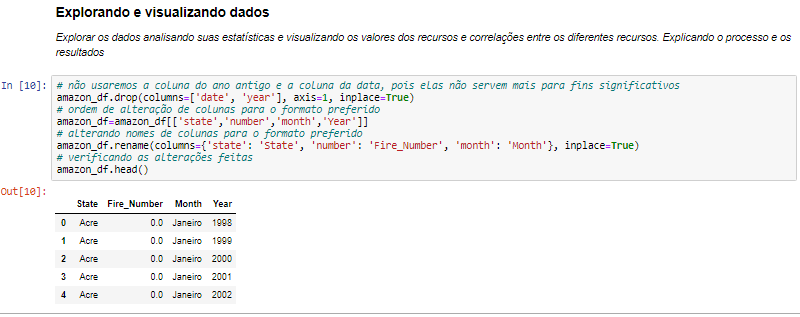 Explorando e visualizando dados
Explorar os dados analisando suas estatísticas e visualizando os valores dos recursos e correlações entre os diferentes recursos. Explicando o processo e os
resultados
In [10]: # não usaremos a coluna do ano antigo e a coluna da data, pois elas não servem mais para fins significativos
amazon_df.drop(columns=['date', 'year'], axis=1, inplace=True)
# ordem de alteração de colunas para o formato preferido
amazon_df=amazon_df[['state','number','month','Year']]
# alterando nomes de colunas para o formato preferido
amazon_df.rename(columns={'state': 'State', 'number': 'Fire_Number', 'month': 'Month'}, inplace=True)
# verificando as alterações feitas
amazon_df.head()
Out[10]:
State Fire_Number Month Year
0 Acre 0.0 Janeiro 1998
1 Acre 0.0 Janeiro 1999
2 Acre 0.0 Janeiro 2000
3 Acre 0.0 Janeiro 2001
4 Acre 0.0 Janeiro 2002